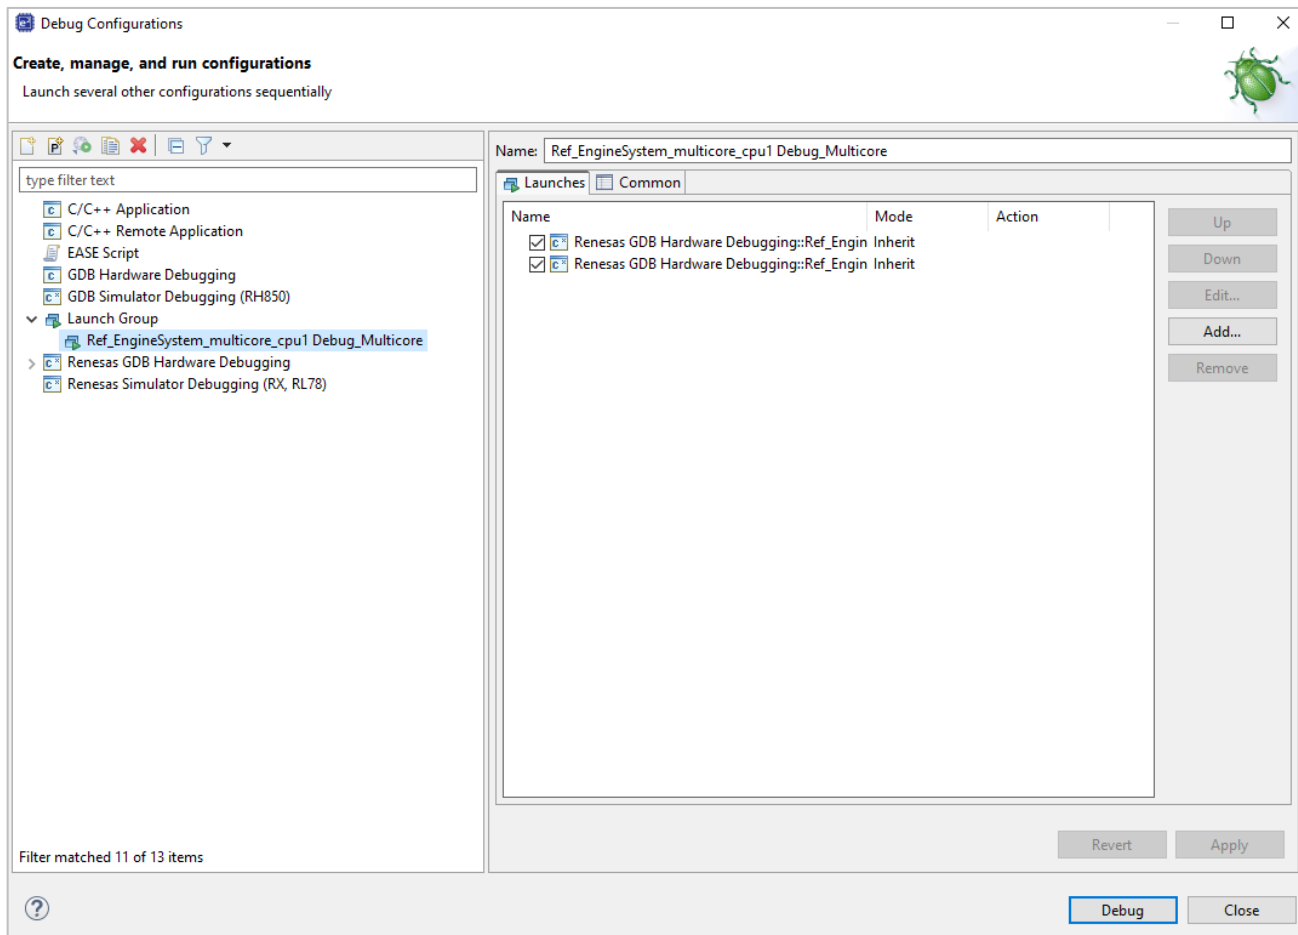 Debug Configurations
Create, manage, and run configurations
Launch several other configurations sequentially
type filter text
C/C++ Application
C/C++ Remote Application
EASE Script
GDB Hardware Debugging
GDB Simulator Debugging (RH850)
Launch Group
Ref_EngineSystem_multicore_cpu1 Debug_Multicore
Renesas GDB Hardware Debugging
Renesas Simulator Debugging (RX, RL78)
Filter matched 11 of 13 items
Name: Ref_EngineSystem_multicore_cpu1 Debug_Multicore
Launches Common
Name Mode Action
Renesas GDB Hardware Debugging::Ref_Engin Inherit
Renesas GDB Hardware Debugging::Ref_Engin Inherit
Up
Down
Edit...
Add...
Remove
Revert Apply
Debug Close